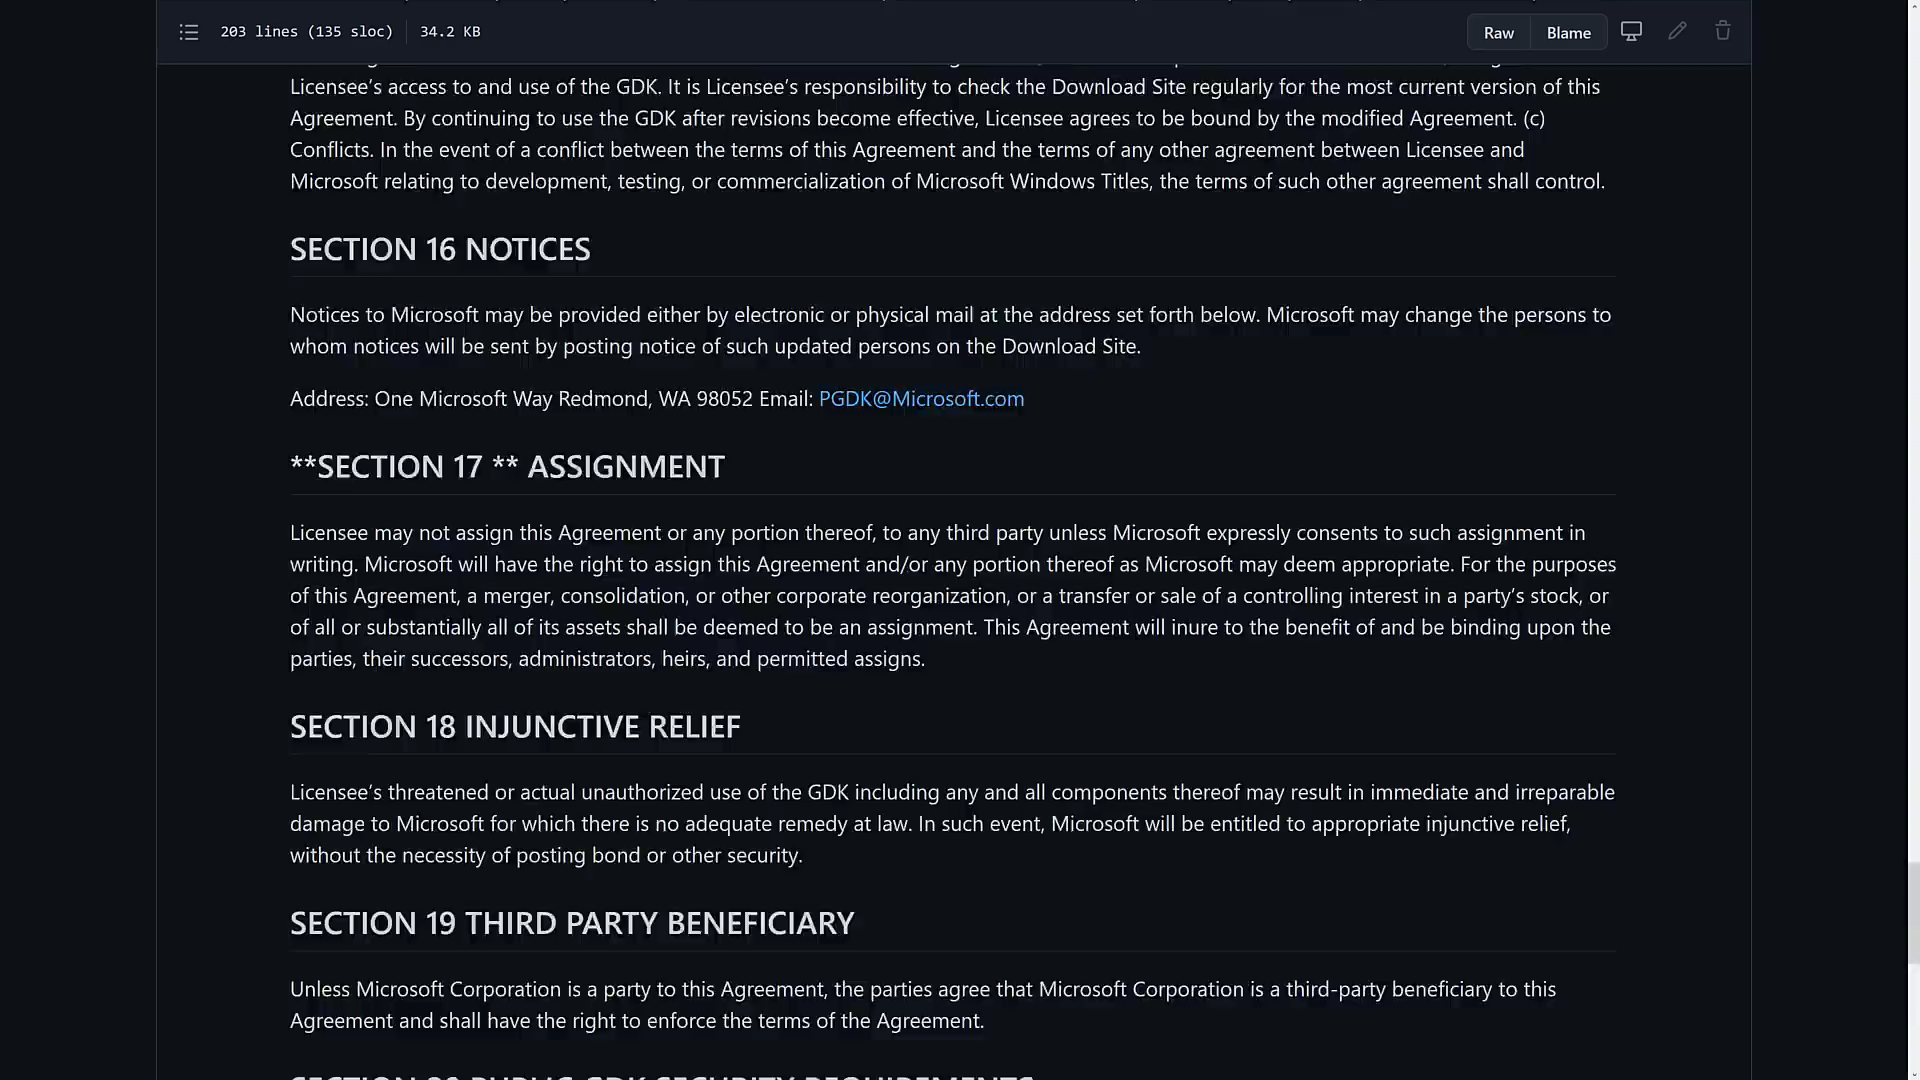 203 lines (135 sloc) 34.2 KB
Raw Blame
Licensee’s access to and use of the GDK. It is Licensee’s responsibility to check the Download Site regularly for the most current version of this
Agreement. By continuing to use the GDK after revisions become effective, Licensee agrees to be bound by the modified Agreement. (c)
Conflicts. In the event of a conflict between the terms of this Agreement and the terms of any other agreement between Licensee and
Microsoft relating to development, testing, or commercialization of Microsoft Windows Titles, the terms of such other agreement shall control.
SECTION 16 NOTICES
Notices to Microsoft may be provided either by electronic or physical mail at the address set forth below. Microsoft may change the persons to
whom notices will be sent by posting notice of such updated persons on the Download Site.
Address: One Microsoft Way Redmond, WA 98052 Email: PGDK@Microsoft.com
**SECTION 17 ** ASSIGNMENT
Licensee may not assign this Agreement or any portion thereof, to any third party unless Microsoft expressly consents to such assignment in
writing. Microsoft will have the right to assign this Agreement and/or any portion thereof as Microsoft may deem appropriate. For the purposes
of this Agreement, a merger, consolidation, or other corporate reorganization, or a transfer or sale of a controlling interest in a party’s stock, or
of all or substantially all of its assets shall be deemed to be an assignment. This Agreement will inure to the benefit of and be binding upon the
parties, their successors, administrators, heirs, and permitted assigns.
SECTION 18 INJUNCTIVE RELIEF
Licensee’s threatened or actual unauthorized use of the GDK including any and all components thereof may result in immediate and irreparable
damage to Microsoft for which there is no adequate remedy at law. In such event, Microsoft will be entitled to appropriate injunctive relief,
without the necessity of posting bond or other security.
SECTION 19 THIRD PARTY BENEFICIARY
Unless Microsoft Corporation is a party to this Agreement, the parties agree that Microsoft Corporation is a third-party beneficiary to this
Agreement and shall have the right to enforce the terms of the Agreement.
SECTION 20 PUBLIC GDK SECURITY REQUIREMENTS